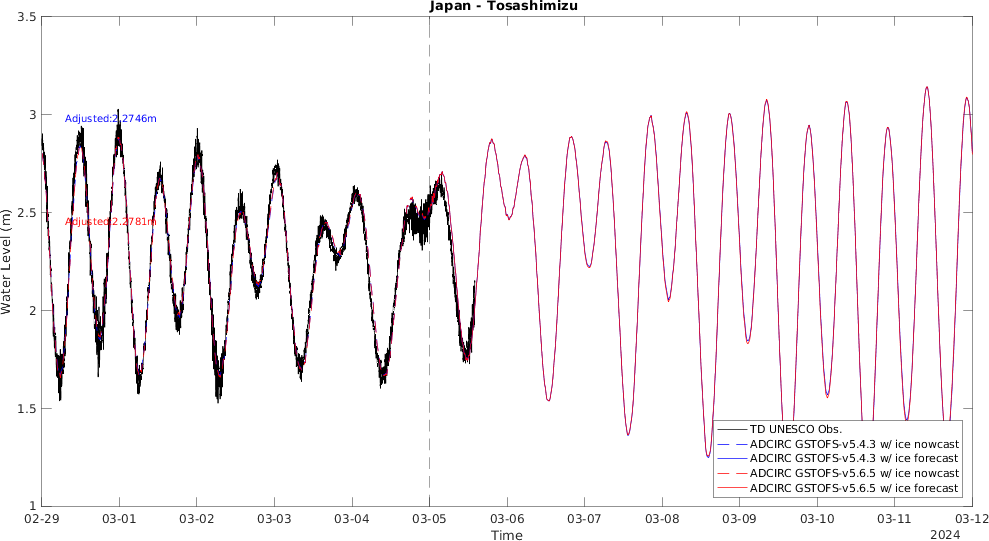 Japan - Tosashimizu
3.5
3
2.5
2
1.5
1
Water Level (m)
Adjusted:2.2746m
Adjusted:2.2781m
TD UNESCO Obs.
ADCIRC GSTOFS-v5.4.3 w/ ice nowcast
ADCIRC GSTOFS-v5.4.3 w/ ice forecast
ADCIRC GSTOFS-v5.6.5 w/ ice nowcast
ADCIRC GSTOFS-v5.6.5 w/ ice forecast
02-29 03-01 03-02 03-03 03-04 03-05 03-06 03-07 03-08 03-09 03-10 03-11 03-12
Time
2024